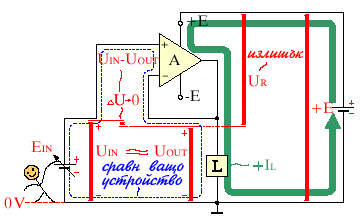 +E
UIN-UOUT
A
излишък
UR
ΔU→0
-E
+E
EIN
UIN ≈ UOUT
сравн ващо
устройство
L
+IL
0V